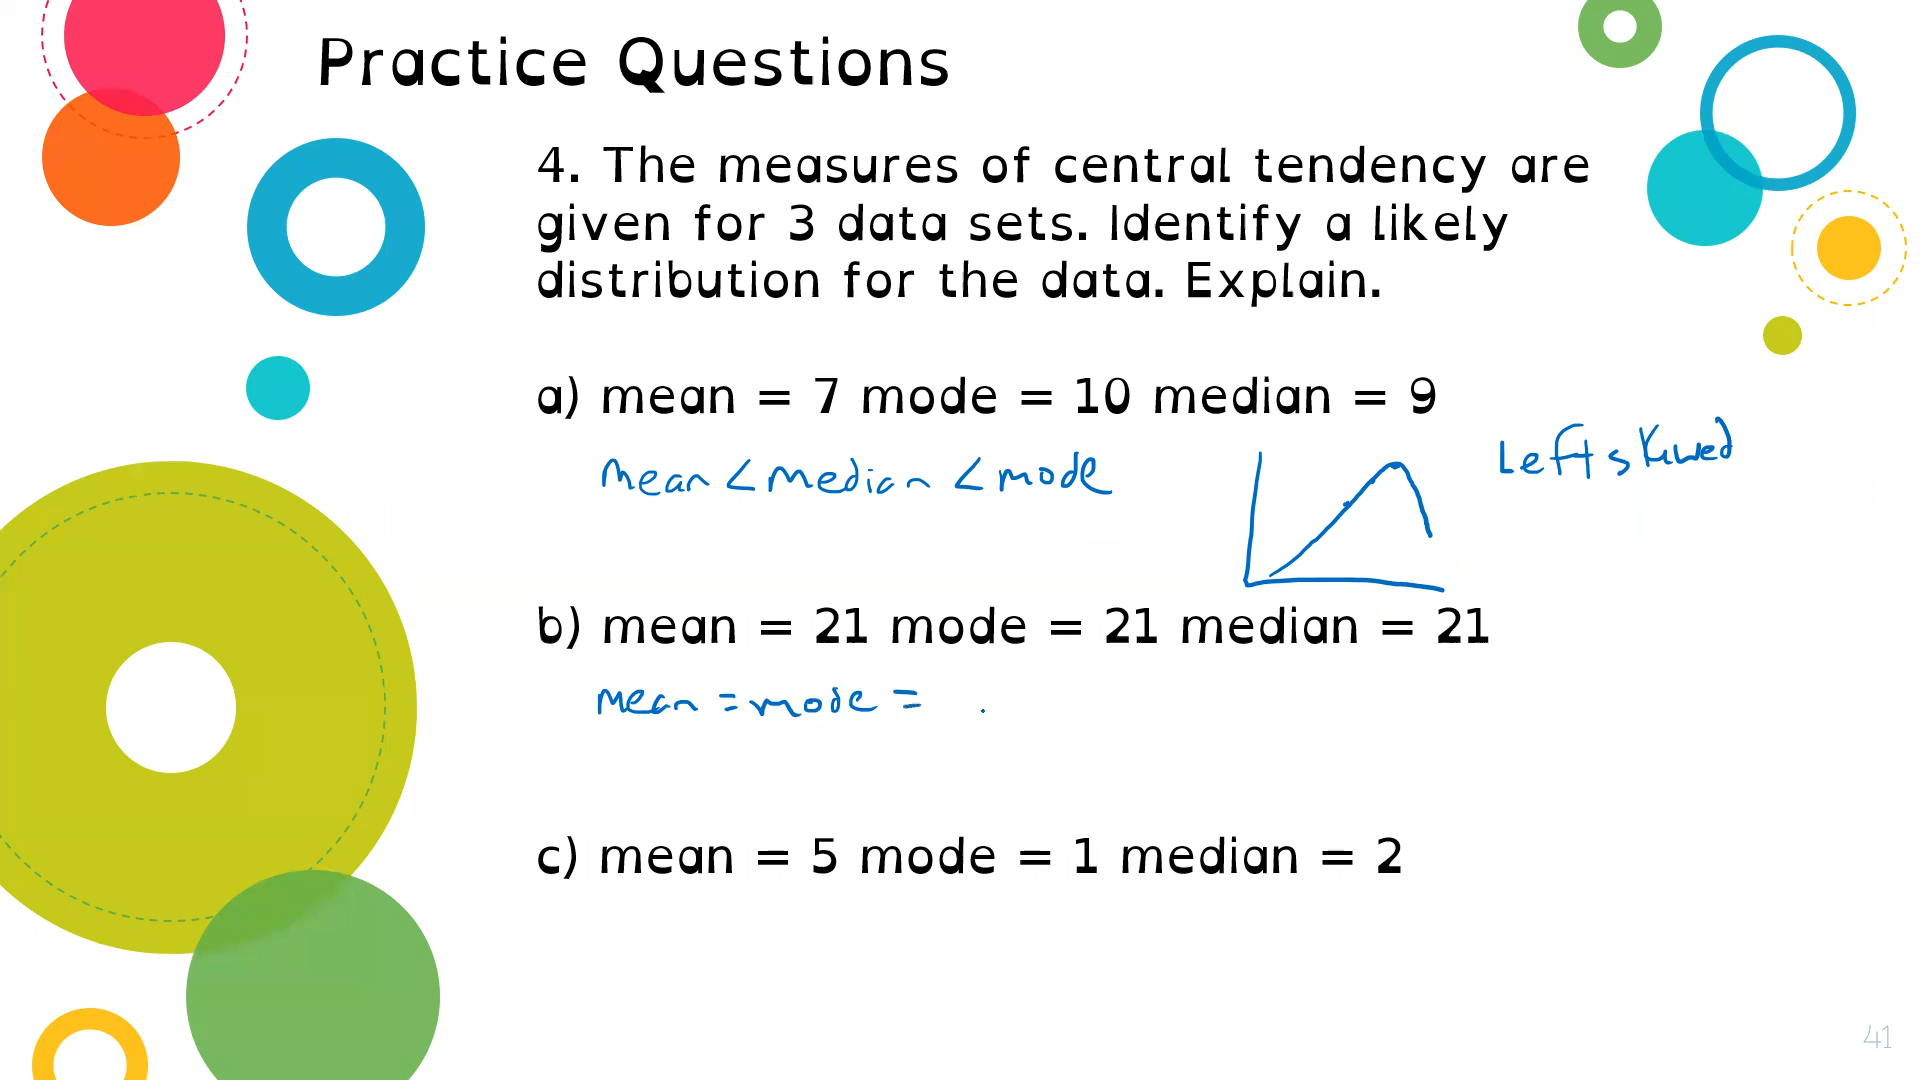 Practice Questions
4. The measures of central tendency are
given for 3 data sets. Identify a likely
distribution for the data. Explain.
a) mean = 7 mode = 10 median = 9
mean < median < mode
Left skewed
b) mean = 21 mode = 21 median = 21
mean = mode =
c) mean = 5 mode = 1 median = 2
41